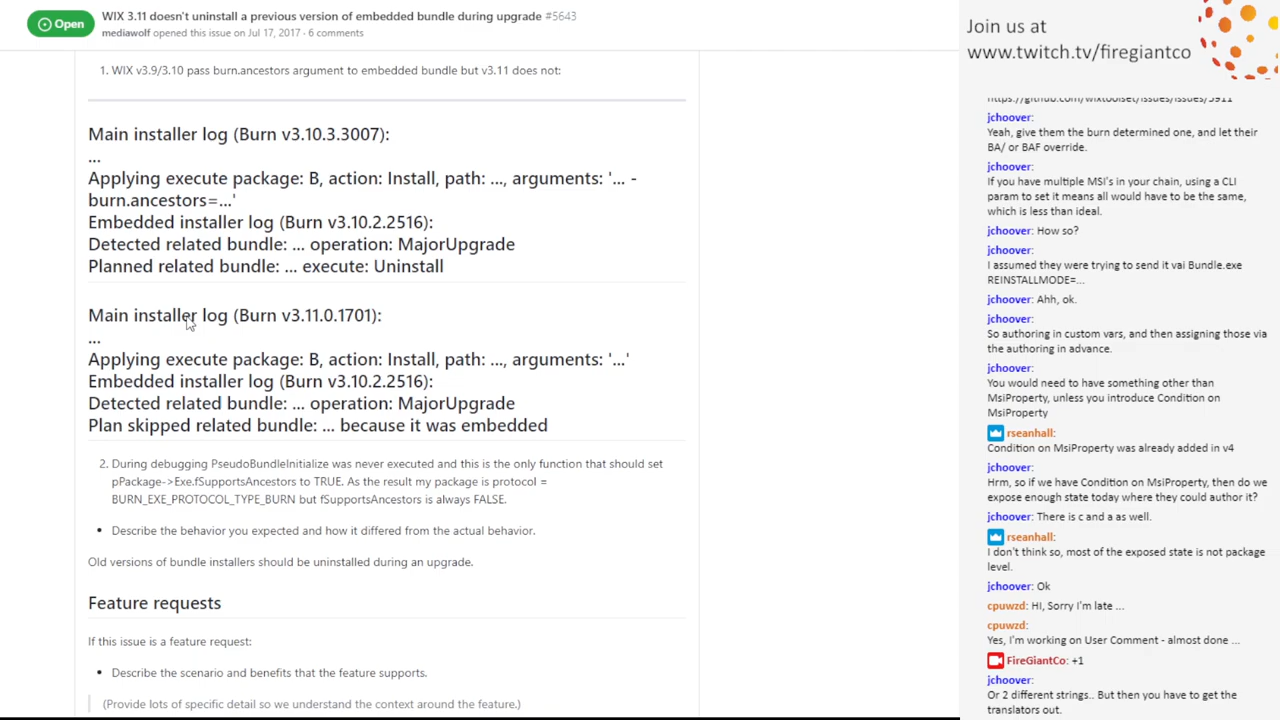 WIX 3.11 doesn't uninstall a previous version of embedded bundle during upgrade #5643
Open
mediawolf opened this issue on Jul 17, 2017 · 6 comments
1. WIX v3.9/3.10 pass burn.ancestors argument to embedded bundle but v3.11 does not:
Main installer log (Burn v3.10.3.3007):
...
Applying execute package: B, action: Install, path: ..., arguments: '... -
burn.ancestors=...'
Embedded installer log (Burn v3.10.2.2516):
Detected related bundle: ... operation: MajorUpgrade
Planned related bundle: ... execute: Uninstall
Main installer log (Burn v3.11.0.1701):
...
Applying execute package: B, action: Install, path: ..., arguments: '...'
Embedded installer log (Burn v3.10.2.2516):
Detected related bundle: ... operation: MajorUpgrade
Plan skipped related bundle: ... because it was embedded
2. During debugging PseudoBundleInitialize was never executed and this is the only function that should set
pPackage->Exe.fSupportsAncestors to TRUE. As the result my package is protocol =
BURN_EXE_PROTOCOL_TYPE_BURN but fSupportsAncestors is always FALSE.
• Describe the behavior you expected and how it differed from the actual behavior.
Old versions of bundle installers should be uninstalled during an upgrade.
Feature requests
If this issue is a feature request:
• Describe the scenario and benefits that the feature supports.
(Provide lots of specific detail so we understand the context around the feature.)
Join us at
www.twitch.tv/firegiantco
https://github.com/wixtoolset/issues/issues/5911
jchoover:
Yeah, give them the burn determined one, and let their
BA/ or BAF override.
jchoover:
If you have multiple MSI's in your chain, using a CLI
param to set it means all would have to be the same,
which is less than ideal.
jchoover: How so?
jchoover:
I assumed they were trying to send it vai Bundle.exe
REINSTALLMODE=...
jchoover: Ahh, ok.
jchoover:
So authoring in custom vars, and then assigning those via
the authoring in advance.
jchoover:
You would need to have something other than
MsiProperty, unless you introduce Condition on
MsiProperty
rseanhall:
Condition on MsiProperty was already added in v4
jchoover:
Hrm, so if we have Condition on MsiProperty, then do we
expose enough state today where they could author it?
jchoover: There is c and a as well.
rseanhall:
I don't think so, most of the exposed state is not package
level.
jchoover: Ok
cpuwzd: HI, Sorry I'm late ...
cpuwzd:
Yes, I'm working on User Comment - almost done ...
FireGiantCo: +1
jchoover:
Or 2 different strings.. But then you have to get the
translators out.